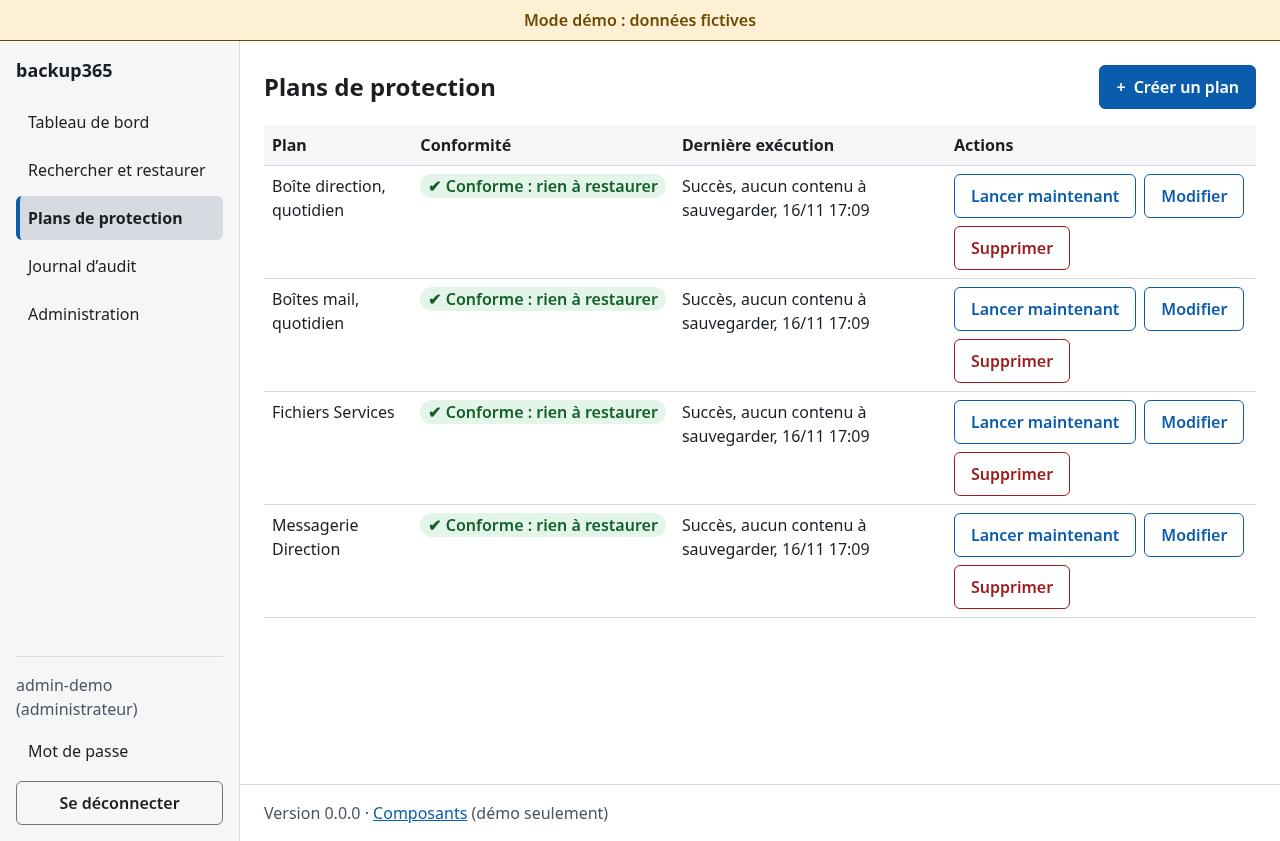 Mode démo : données fictives
backup365
Tableau de bord
Rechercher et restaurer
Plans de protection
Journal d’audit
Administration
admin-demo
(administrateur)
Mot de passe
Se déconnecter
Plans de protection
+ Créer un plan
Plan Conformité Dernière exécution Actions
Boîte direction, quotidien
✔ Conforme : rien à restaurer
Succès, aucun contenu à
sauvegarder, 16/11 17:09
Lancer maintenant
Modifier
Supprimer
Boîtes mail, quotidien
✔ Conforme : rien à restaurer
Succès, aucun contenu à
sauvegarder, 16/11 17:09
Lancer maintenant
Modifier
Supprimer
Fichiers Services
✔ Conforme : rien à restaurer
Succès, aucun contenu à
sauvegarder, 16/11 17:09
Lancer maintenant
Modifier
Supprimer
Messagerie Direction
✔ Conforme : rien à restaurer
Succès, aucun contenu à
sauvegarder, 16/11 17:09
Lancer maintenant
Modifier
Supprimer
Version 0.0.0 · Composants (démo seulement)